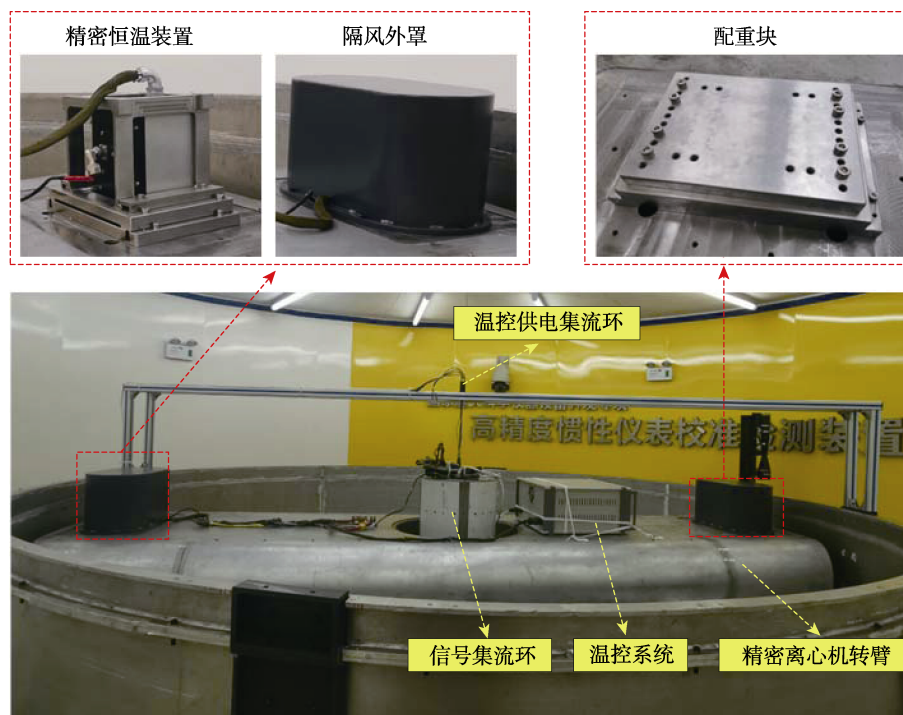 精密恒温装置
隔风外罩
配重块
温控供电集流环
高精度惯性仪表校准检测装置
信号集流环
温控系统
精密离心机转臂